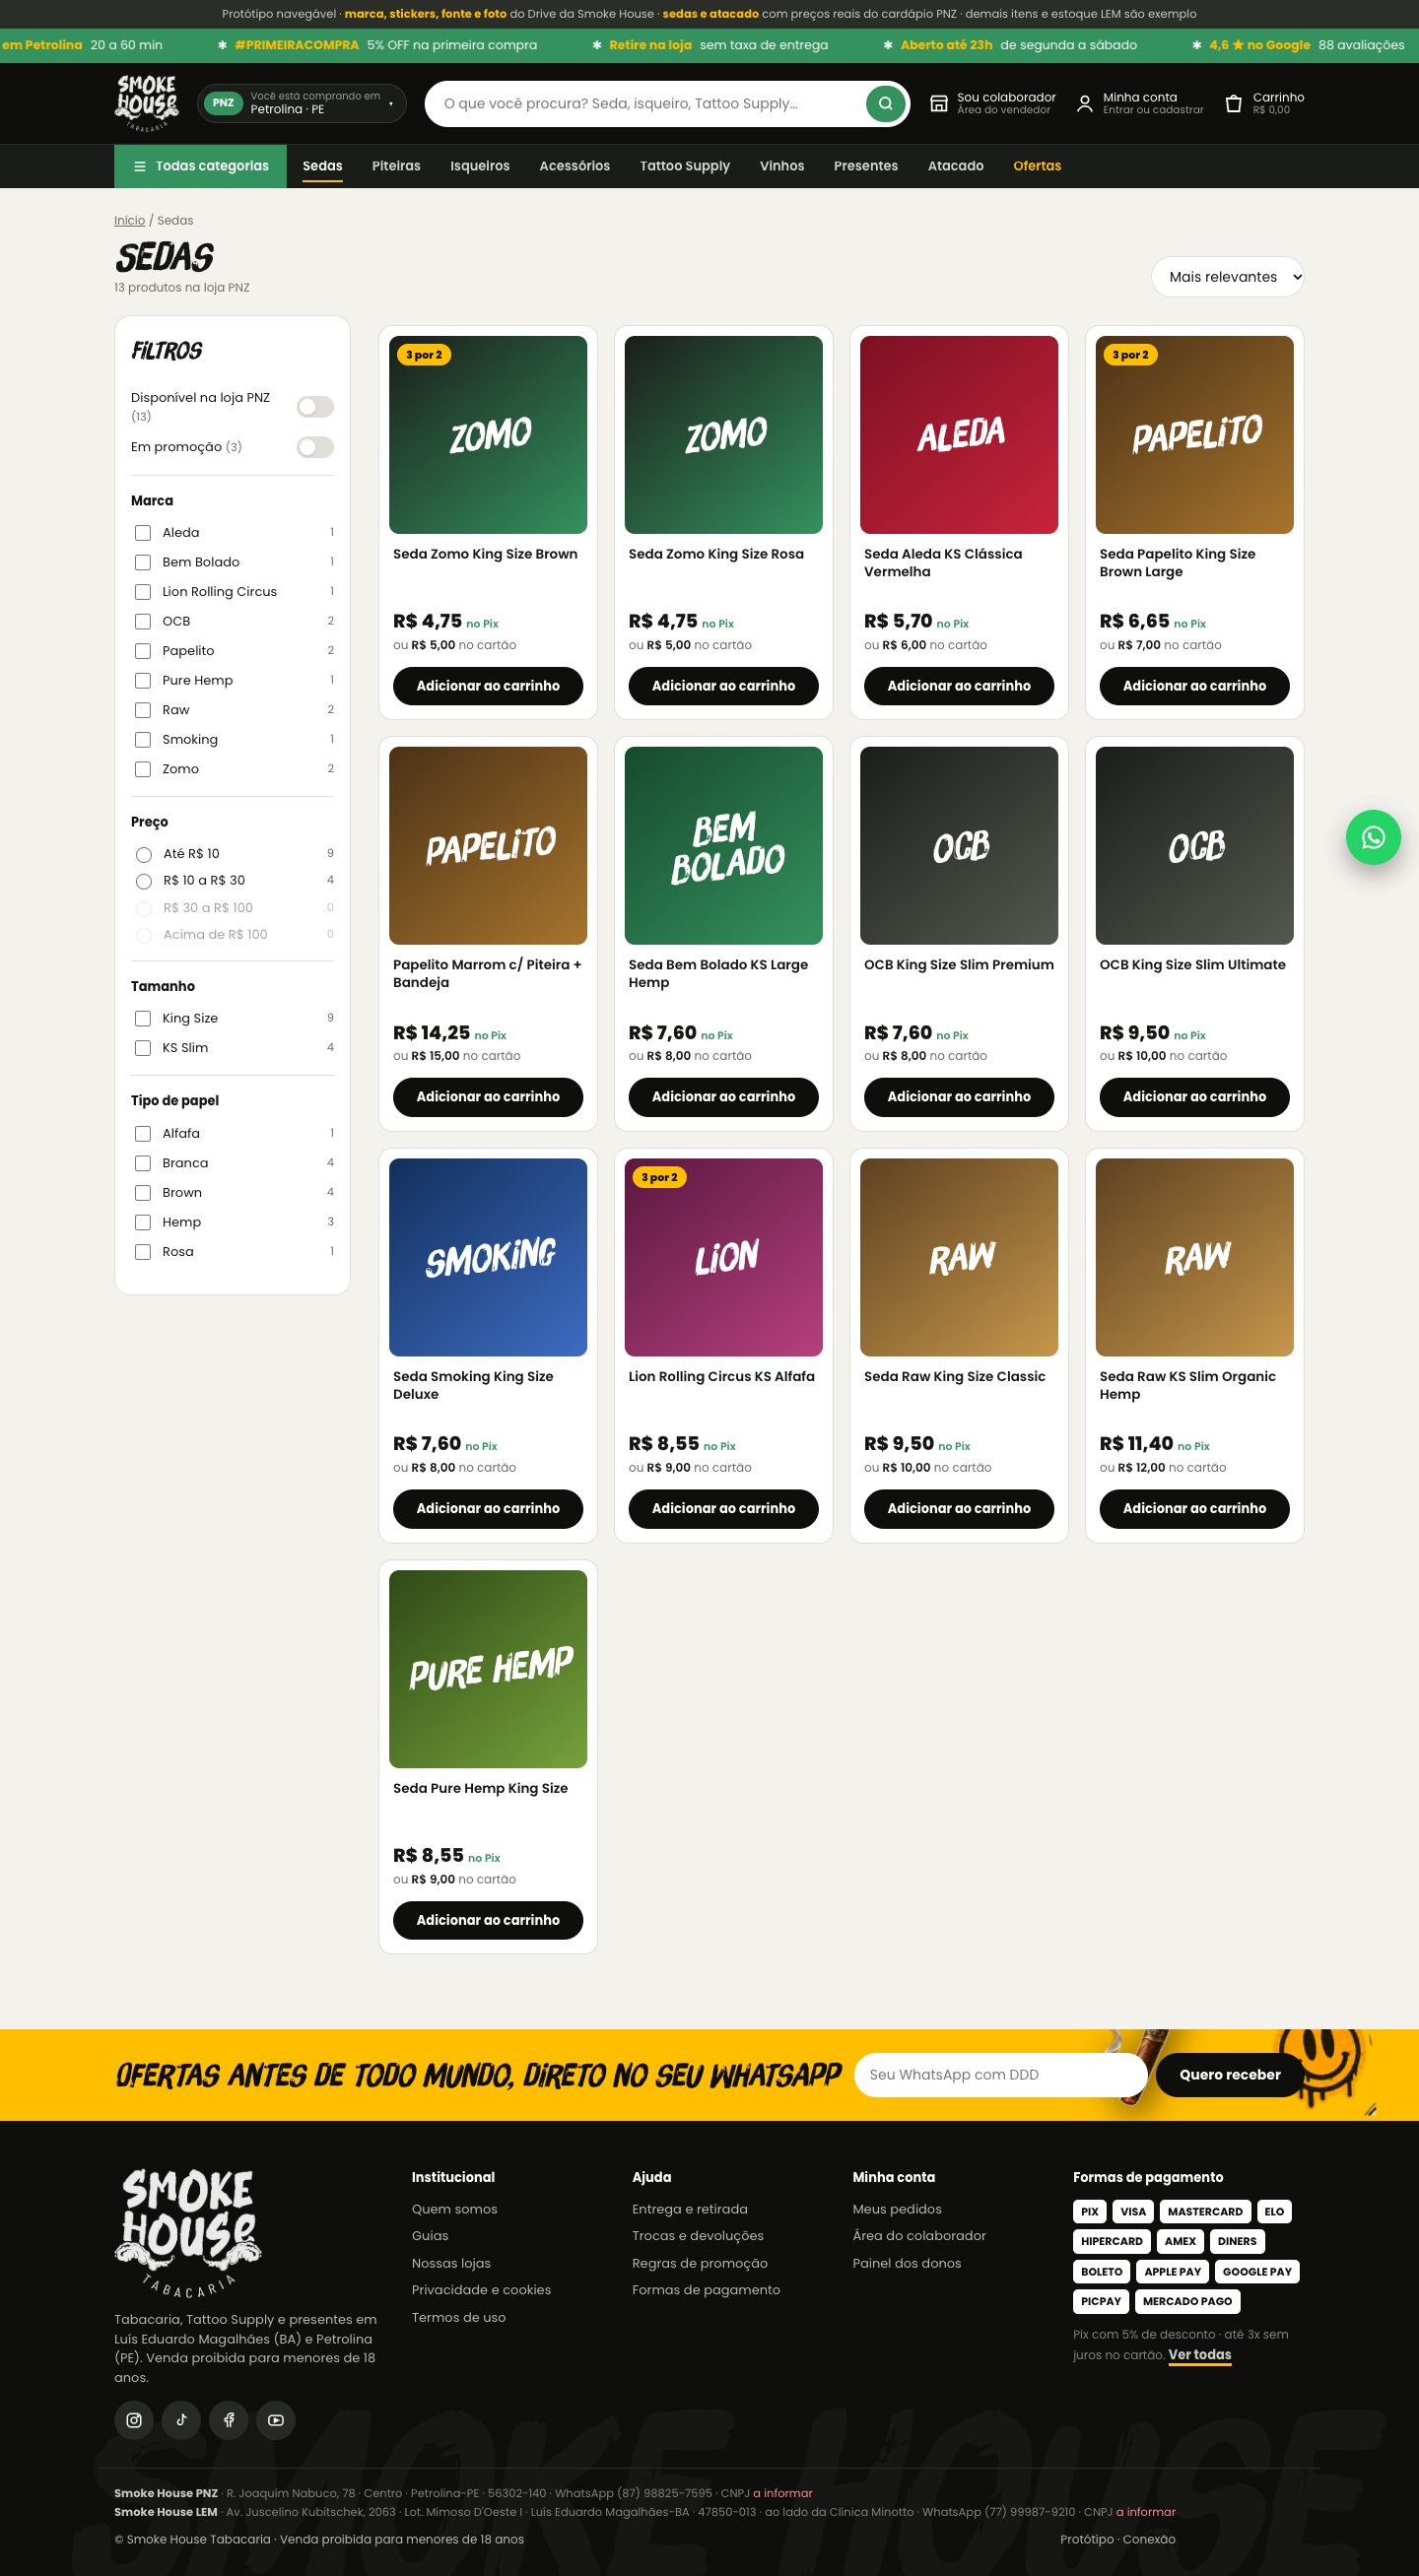 Protótipo navegável · marca, stickers, fonte e foto do Drive da Smoke House · sedas e atacado com preços reais do cardápio PNZ · demais itens e estoque LEM são exemplo
em Petrolina 20 a 60 min ✱ #PRIMEIRACOMPRA 5% OFF na primeira compra ✱ Retire na loja sem taxa de entrega ✱ Aberto até 23h de segunda a sábado ✱ 4,6 ★ no Google 88 avaliações
SMOKE HOUSE TABACARIA
PNZ
Você está comprando em
Petrolina · PE
O que você procura? Seda, isqueiro, Tattoo Supply…
Sou colaborador
Área do vendedor
Minha conta
Entrar ou cadastrar
Carrinho
R$ 0,00
Todas categorias Sedas Piteiras Isqueiros Acessórios Tattoo Supply Vinhos Presentes Atacado Ofertas
Início / Sedas
SEDAS
13 produtos na loja PNZ
Mais relevantes
FILTROS
Disponível na loja PNZ
(13)
Em promoção (3)
Marca
Aleda 1
Bem Bolado 1
Lion Rolling Circus 1
OCB 2
Papelito 2
Pure Hemp 1
Raw 2
Smoking 1
Zomo 2
Preço
Até R$ 10 9
R$ 10 a R$ 30 4
R$ 30 a R$ 100 0
Acima de R$ 100 0
Tamanho
King Size 9
KS Slim 4
Tipo de papel
Alfafa 1
Branca 4
Brown 4
Hemp 3
Rosa 1
3 por 2
ZOMO
Seda Zomo King Size Brown
R$ 4,75 no Pix
ou R$ 5,00 no cartão
Adicionar ao carrinho
ZOMO
Seda Zomo King Size Rosa
R$ 4,75 no Pix
ou R$ 5,00 no cartão
Adicionar ao carrinho
ALEDA
Seda Aleda KS Clássica
Vermelha
R$ 5,70 no Pix
ou R$ 6,00 no cartão
Adicionar ao carrinho
3 por 2
PAPELITO
Seda Papelito King Size
Brown Large
R$ 6,65 no Pix
ou R$ 7,00 no cartão
Adicionar ao carrinho
PAPELITO
Papelito Marrom c/ Piteira +
Bandeja
R$ 14,25 no Pix
ou R$ 15,00 no cartão
Adicionar ao carrinho
BEM
BOLADO
Seda Bem Bolado KS Large
Hemp
R$ 7,60 no Pix
ou R$ 8,00 no cartão
Adicionar ao carrinho
OCB
OCB King Size Slim Premium
R$ 7,60 no Pix
ou R$ 8,00 no cartão
Adicionar ao carrinho
OCB
OCB King Size Slim Ultimate
R$ 9,50 no Pix
ou R$ 10,00 no cartão
Adicionar ao carrinho
SMOKING
Seda Smoking King Size
Deluxe
R$ 7,60 no Pix
ou R$ 8,00 no cartão
Adicionar ao carrinho
3 por 2
LION
Lion Rolling Circus KS Alfafa
R$ 8,55 no Pix
ou R$ 9,00 no cartão
Adicionar ao carrinho
RAW
Seda Raw King Size Classic
R$ 9,50 no Pix
ou R$ 10,00 no cartão
Adicionar ao carrinho
RAW
Seda Raw KS Slim Organic
Hemp
R$ 11,40 no Pix
ou R$ 12,00 no cartão
Adicionar ao carrinho
PURE HEMP
Seda Pure Hemp King Size
R$ 8,55 no Pix
ou R$ 9,00 no cartão
Adicionar ao carrinho
OFERTAS ANTES DE TODO MUNDO, DIRETO NO SEU WHATSAPP
Seu WhatsApp com DDD
Quero receber
SMOKE
HOUSE
TABACARIA
Tabacaria, Tattoo Supply e presentes em
Luís Eduardo Magalhães (BA) e Petrolina
(PE). Venda proibida para menores de 18
anos.
Institucional
Quem somos
Guias
Nossas lojas
Privacidade e cookies
Termos de uso
Ajuda
Entrega e retirada
Trocas e devoluções
Regras de promoção
Formas de pagamento
Minha conta
Meus pedidos
Área do colaborador
Painel dos donos
Formas de pagamento
PIX VISA MASTERCARD ELO
HIPERCARD AMEX DINERS
BOLETO APPLE PAY GOOGLE PAY
PICPAY MERCADO PAGO
Pix com 5% de desconto · até 3x sem
juros no cartão. Ver todas
SMOKE HOUSE
Smoke House PNZ · R. Joaquim Nabuco, 78 · Centro · Petrolina-PE · 56302-140 · WhatsApp (87) 98825-7595 · CNPJ a informar
Smoke House LEM · Av. Juscelino Kubitschek, 2063 · Lot. Mimoso D'Oeste I · Luís Eduardo Magalhães-BA · 47850-013 · ao lado da Clínica Minotto · WhatsApp (77) 99987-9210 · CNPJ a informar
© Smoke House Tabacaria · Venda proibida para menores de 18 anos
Protótipo · Conexão